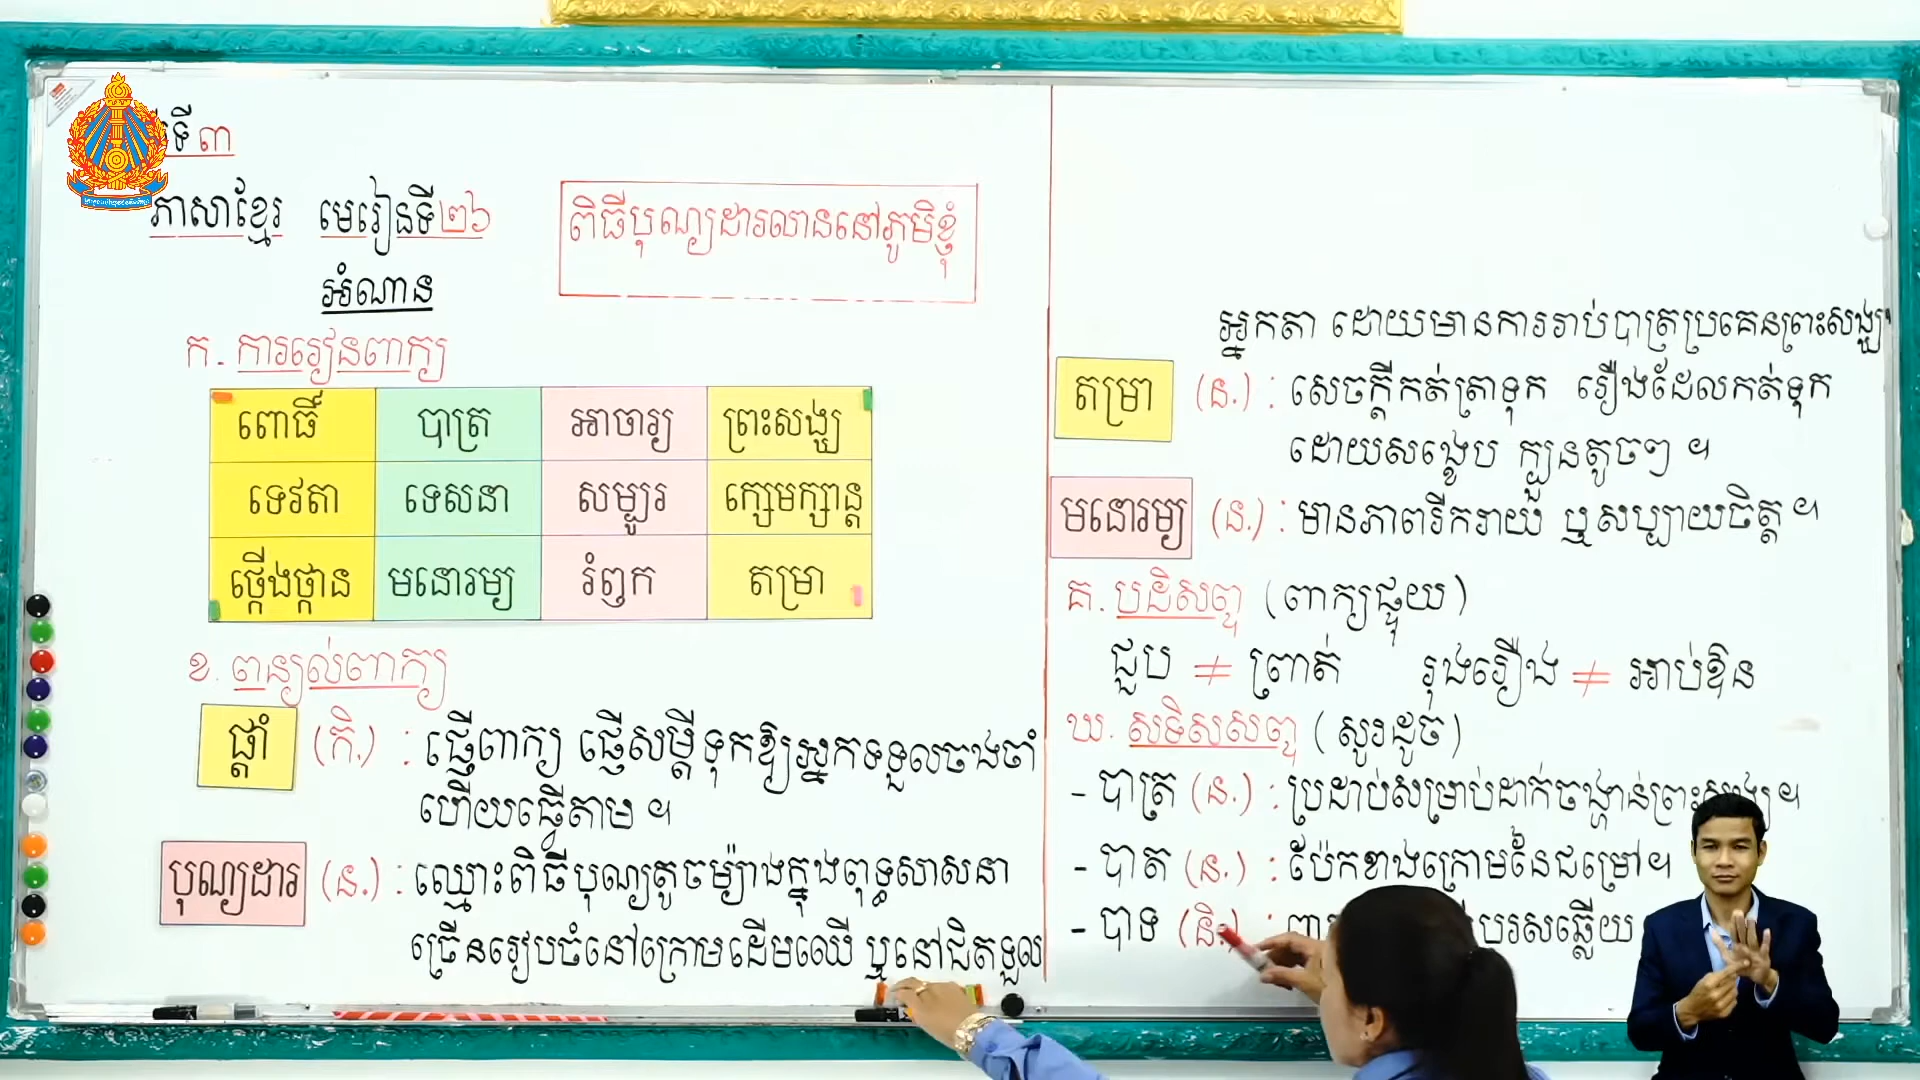 ទី ៣
ភាសាខ្មែរ មេរៀនទី២៦
ពិធីបុណ្យដារលាននៅភូមិខ្ញុំ
អំណាន
ក. ការរៀនពាក្យ
ពោធិ៍ បាត្រ អាចារ្យ ព្រះសង្ឃ
ទេវតា ទេសនា សម្បូរ ក្សេមក្សាន្ត
ថ្កើងថ្កាន មនោរម្យ រំឭក តម្រា
ខ. ពន្យល់ពាក្យ
ផ្ដាំ (កិ.) : ផ្ញើពាក្យ ផ្ញើសម្ដីទុកឱ្យអ្នកទទួលចងចាំ
ហើយធ្វើតាម ។
បុណ្យដារ (ន.) : ឈ្មោះពិធីបុណ្យតូចម្យ៉ាងក្នុងពុទ្ធសាសនា
ច្រើនរៀបចំនៅក្រោមដើមឈើ ឬនៅជិតទួល
អ្នកតា ដោយមានការរាប់បាត្រប្រគេនព្រះសង្ឃ។
តម្រា (ន.) : សេចក្ដីកត់ត្រាទុក រឿងដែលកត់ទុក
ដោយសង្ខេប ក្បួនតូចៗ ។
មនោរម្យ (ន.) : មានភាពរីករាយ ឬសប្បាយចិត្ត ។
គ. បដិសព្ទ (ពាក្យផ្ទុយ)
ជួប ≠ ព្រាត់ រុងរឿង ≠ អាប់ឱន
ឃ. សទិសសព្ទ (សូរដូច)
- បាត្រ (ន.) : ប្រដាប់សម្រាប់ដាក់ចង្ហាន់ព្រះសង្ឃ ។
- បាត (ន.) : ប៉ែកខាងក្រោមនៃជម្រៅ។
- បាទ (និ.) : បុរសឆ្លើយ